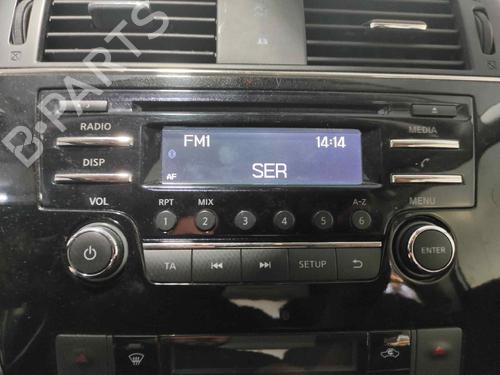 B-PARTS
RADIO
FM1 14:14
MEDIA
DISP
AF SER
VOL
RPT MIX A-Z
MENU
1 2 3 4 5 6
ENTER
TA SETUP